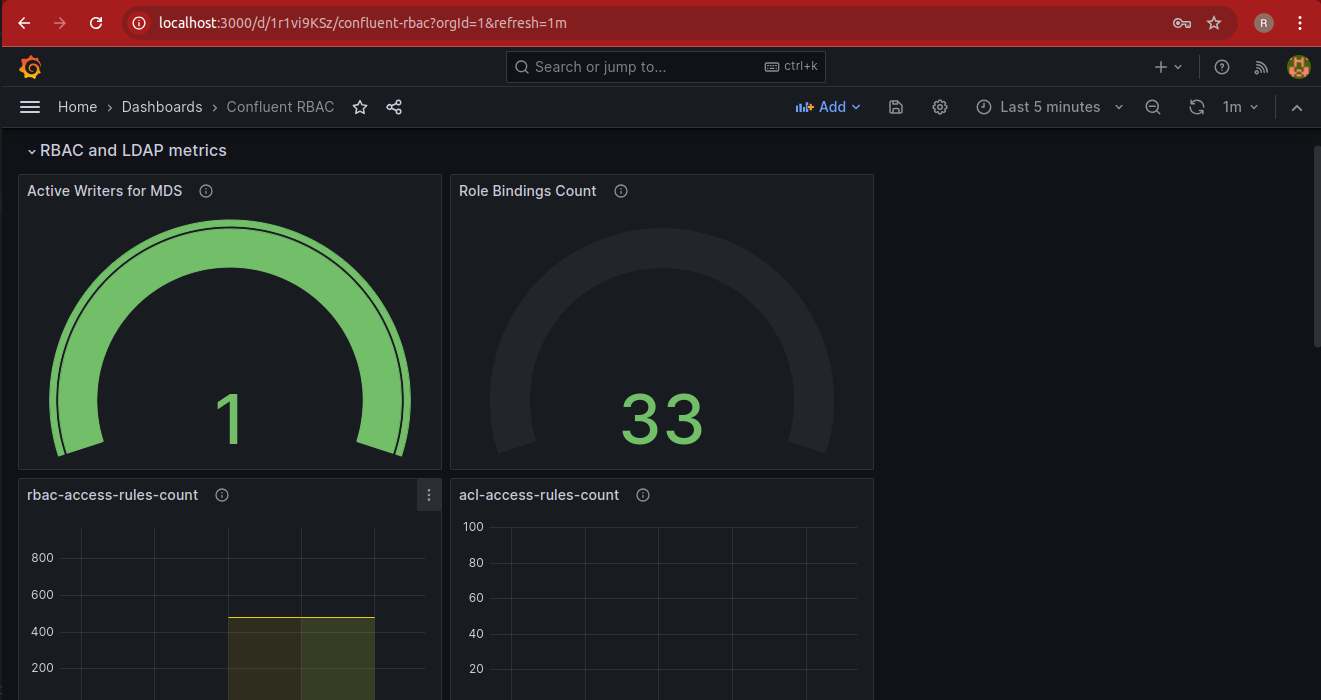 localhost:3000/d/1r1vi9KSz/confluent-rbac?orgId=1&refresh=1m
R
Search or jump to...
ctrl+k
Home › Dashboards › Confluent RBAC
Add
Last 5 minutes
1m
RBAC and LDAP metrics
Active Writers for MDS
1
Role Bindings Count
33
rbac-access-rules-count
800
600
400
200
acl-access-rules-count
100
80
60
40
20